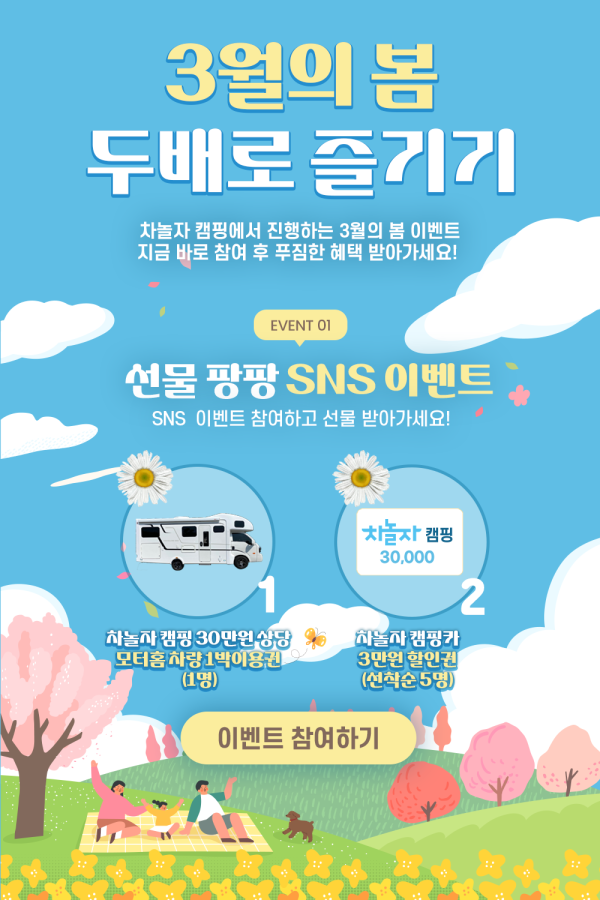 3월의 봄
두배로 즐기기
차놀자 캠핑에서 진행하는 3월의 봄 이벤트
지금 바로 참여 후 푸짐한 혜택 받아가세요!
EVENT 01
선물 팡팡 SNS 이벤트
SNS 이벤트 참여하고 선물 받아가세요!
1
차놀자 캠핑 30만원 상당
모터홈 차량 1박이용권
(1명)
차놀자 캠핑
30,000
2
차놀자 캠핑카
3만원 할인권
(선착순 5명)
이벤트 참여하기